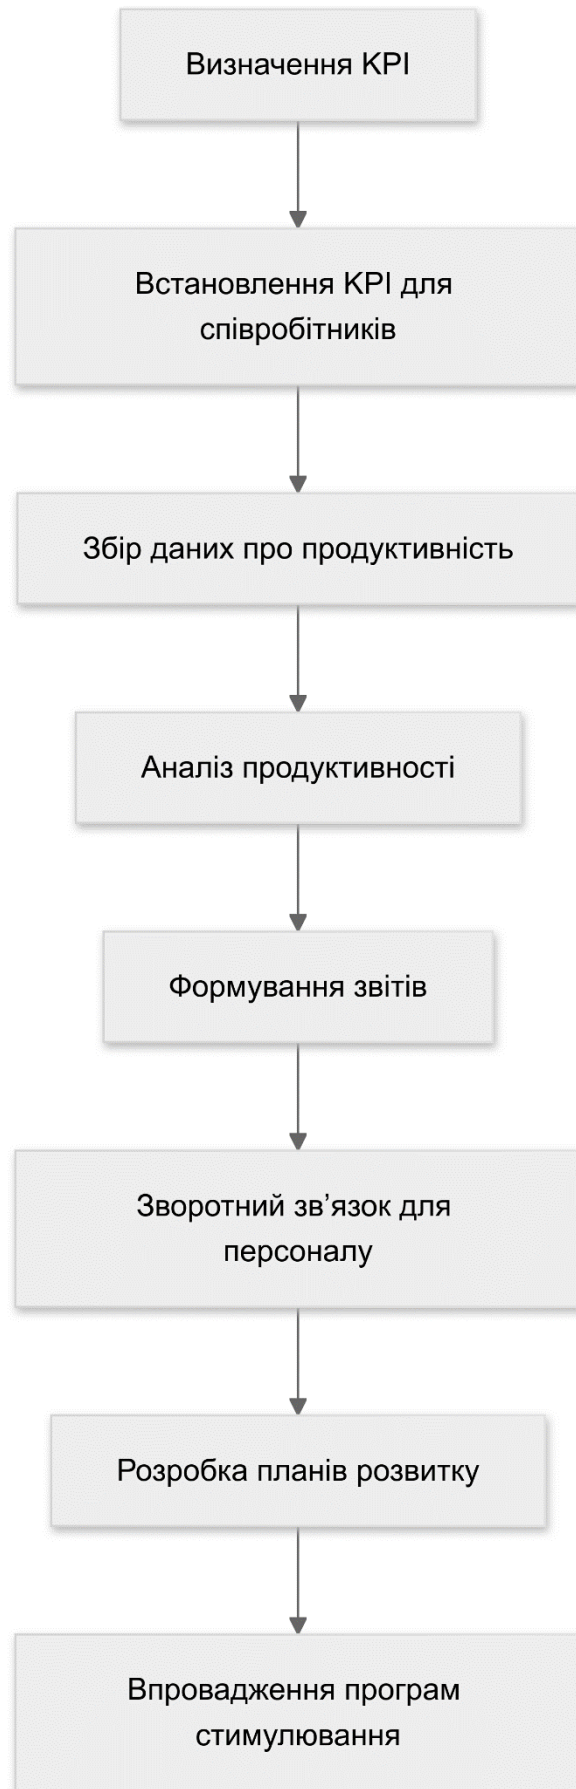 Визначення KPI
Встановлення KPI для
співробітників
Збір даних про продуктивність
Аналіз продуктивності
Формування звітів
Зворотний зв’язок для
персоналу
Розробка планів розвитку
Впровадження програм
стимулювання